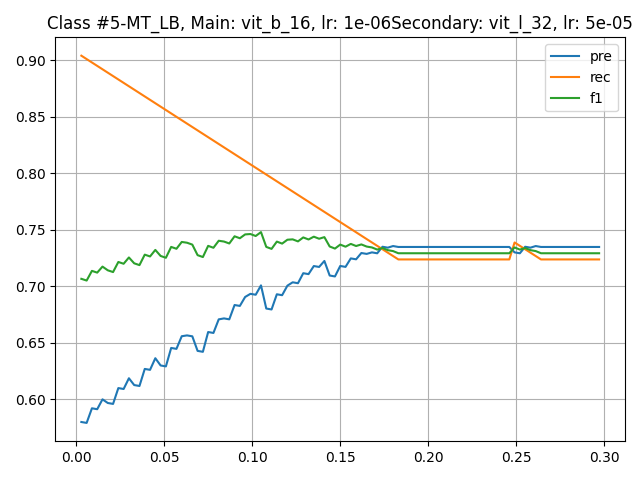 Class #5-MT_LB, Main: vit_b_16, lr: 1e-06Secondary: vit_l_32, lr: 5e-05
pre
rec
f1
0.90
0.85
0.80
0.75
0.70
0.65
0.60
0.00 0.05 0.10 0.15 0.20 0.25 0.30